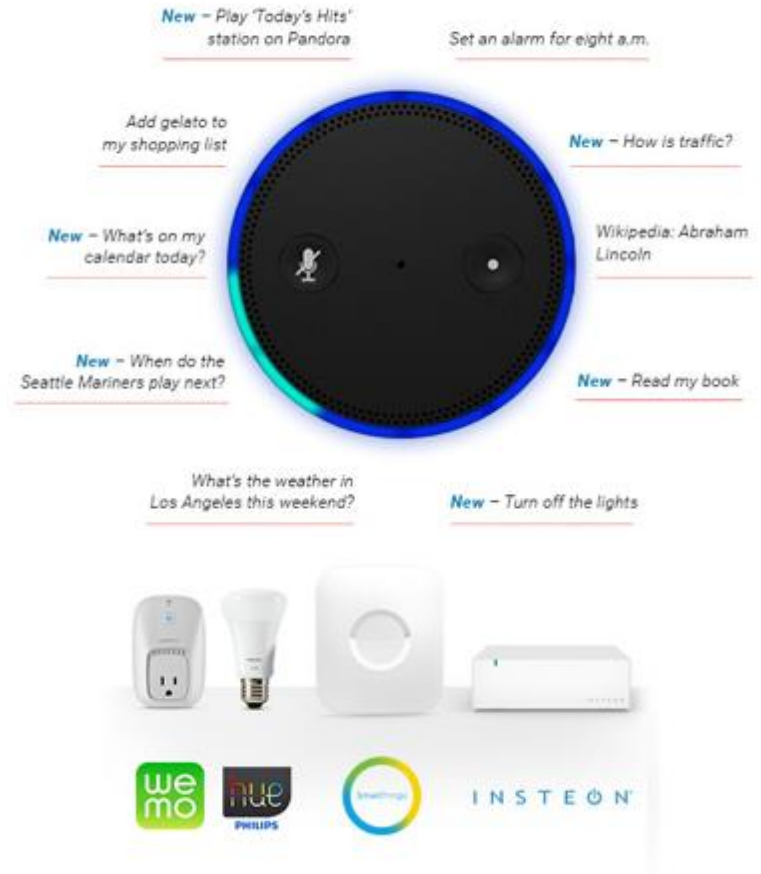 New – Play 'Today's Hits'
station on Pandora
Set an alarm for eight a.m.
Add gelato to
my shopping list
New – How is traffic?
New – What's on my
calendar today?
Wikipedia: Abraham
Lincoln
New – When do the
Seattle Mariners play next?
New – Read my book
What's the weather in
Los Angeles this weekend?
New – Turn off the lights
we
mo
hue
PHILIPS
SmartThings
INSTEON